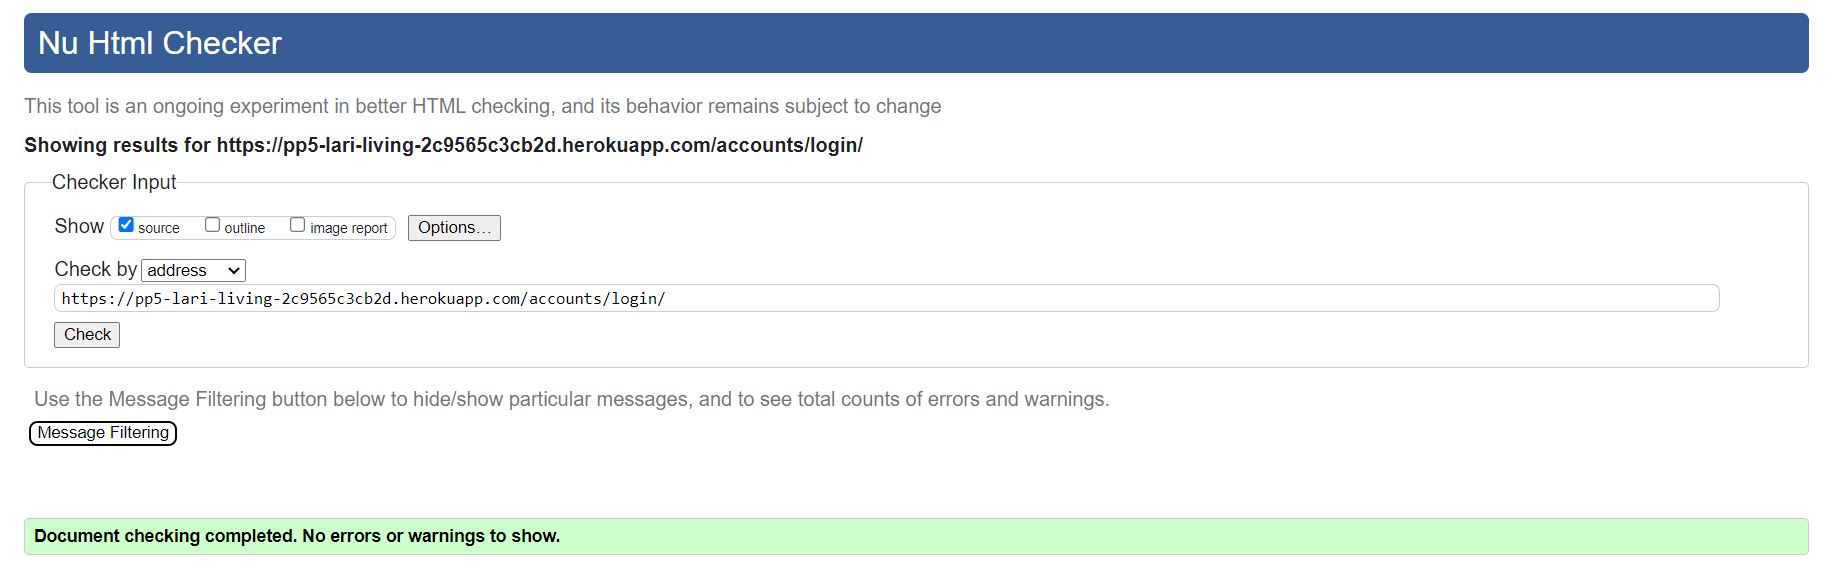 Nu Html Checker
This tool is an ongoing experiment in better HTML checking, and its behavior remains subject to change
Showing results for https://pp5-lari-living-2c9565c3cb2d.herokuapp.com/accounts/login/
Checker Input
Show source outline image report Options...
Check by address
https://pp5-lari-living-2c9565c3cb2d.herokuapp.com/accounts/login/
Check
Use the Message Filtering button below to hide/show particular messages, and to see total counts of errors and warnings.
Message Filtering
Document checking completed. No errors or warnings to show.